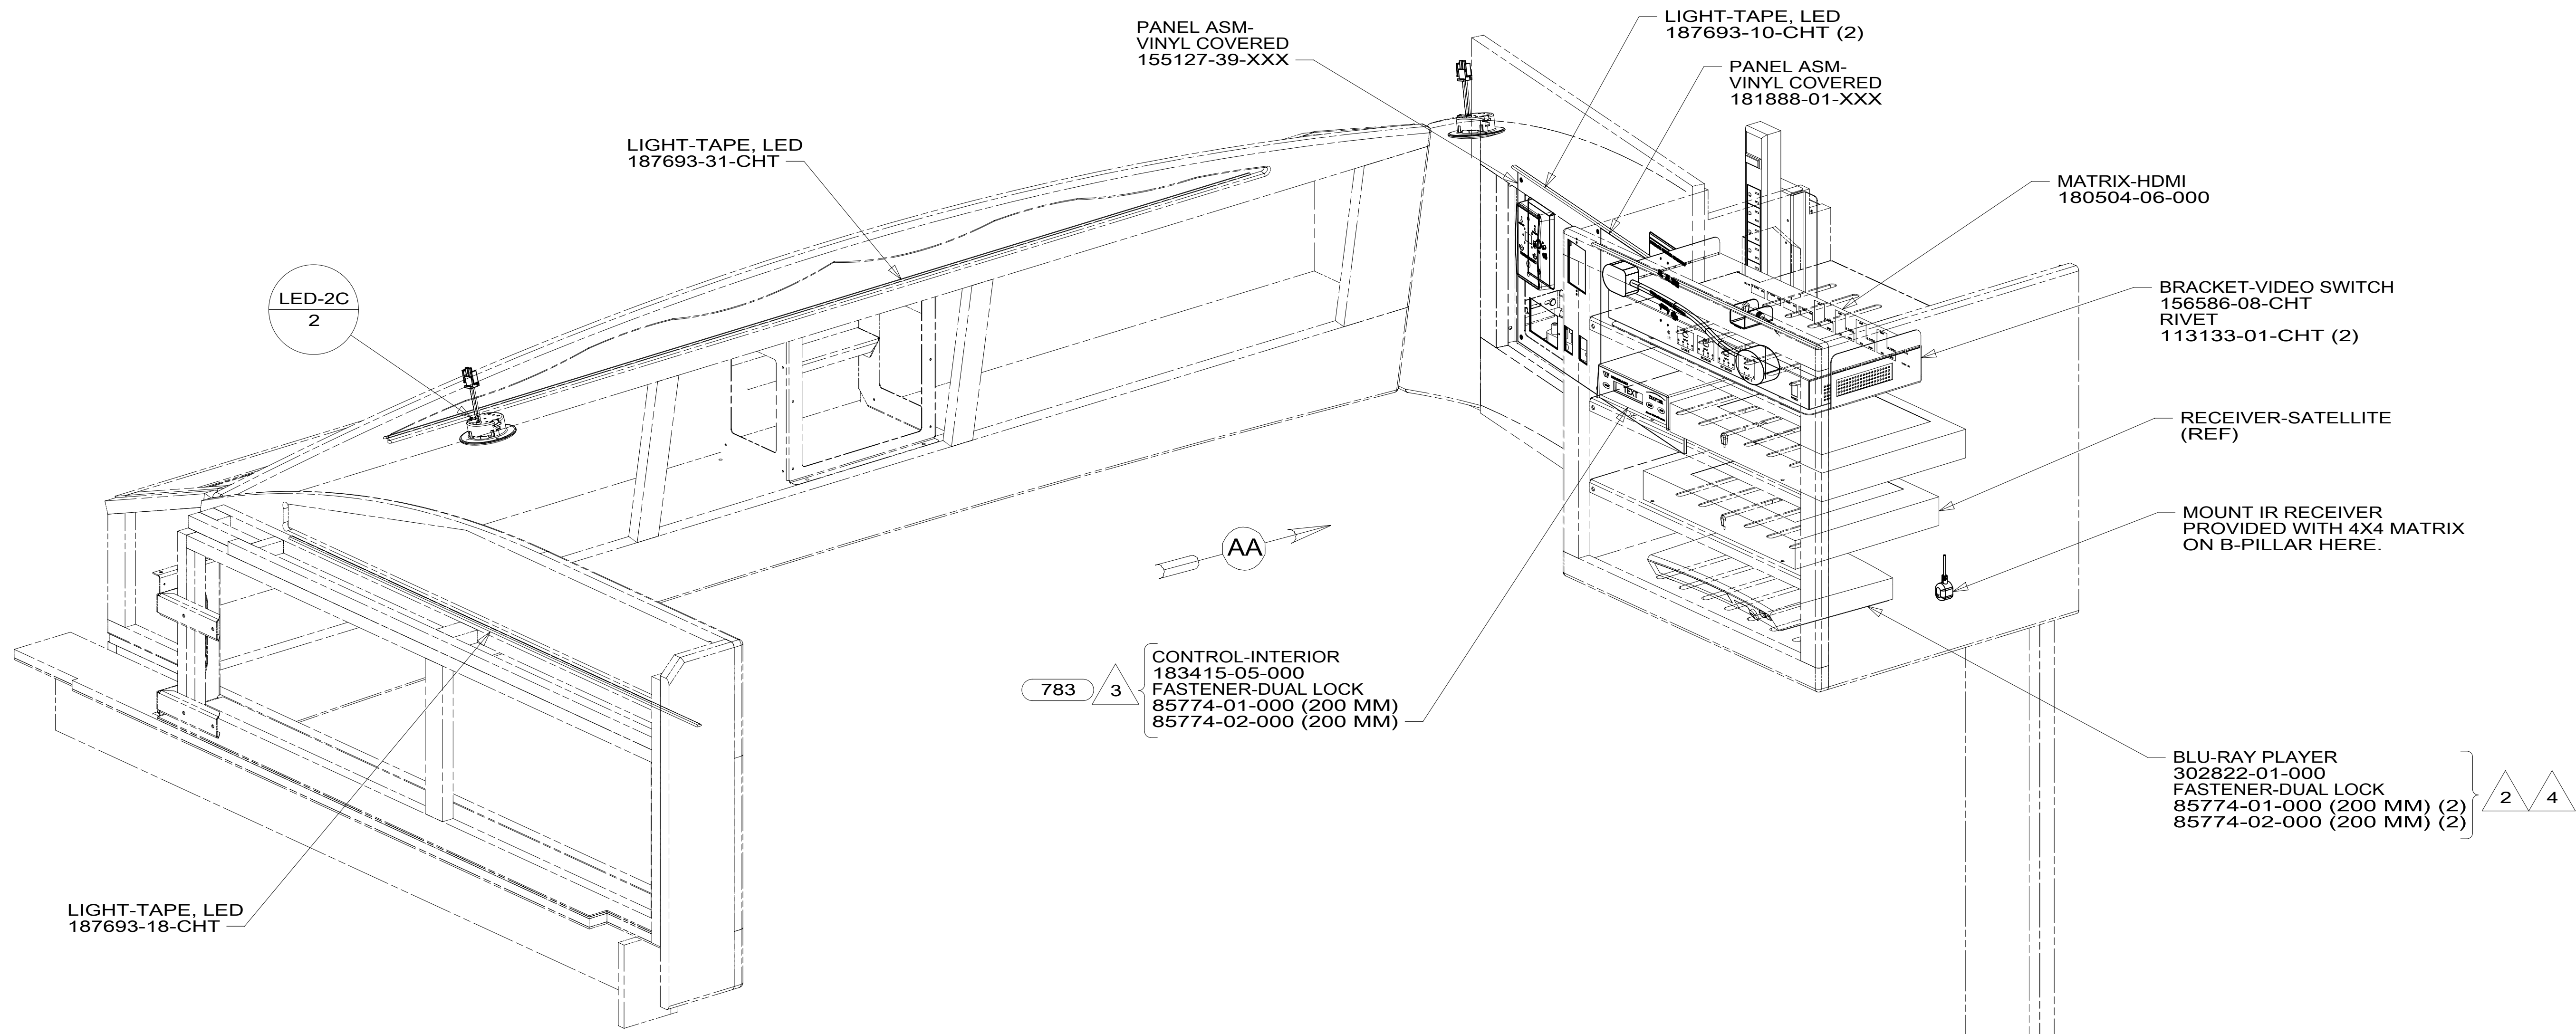 PANEL ASM-
VINYL COVERED
155127-39-XXX
LIGHT-TAPE, LED
187693-10-CHT (2)
PANEL ASM-
VINYL COVERED
181888-01-XXX
LIGHT-TAPE, LED
187693-31-CHT
MATRIX-HDMI
180504-06-000
LED-2C
2
BRACKET-VIDEO SWITCH
156586-08-CHT
RIVET
113133-01-CHT (2)
TEXT
RECEIVER-SATELLITE
(REF)
MOUNT IR RECEIVER
PROVIDED WITH 4X4 MATRIX
ON B-PILLAR HERE.
AA
783
3
CONTROL-INTERIOR
183415-05-000
FASTENER-DUAL LOCK
85774-01-000 (200 MM)
85774-02-000 (200 MM)
BLU-RAY PLAYER
302822-01-000
FASTENER-DUAL LOCK
85774-01-000 (200 MM) (2)
85774-02-000 (200 MM) (2)
2
4
LIGHT-TAPE, LED
187693-18-CHT